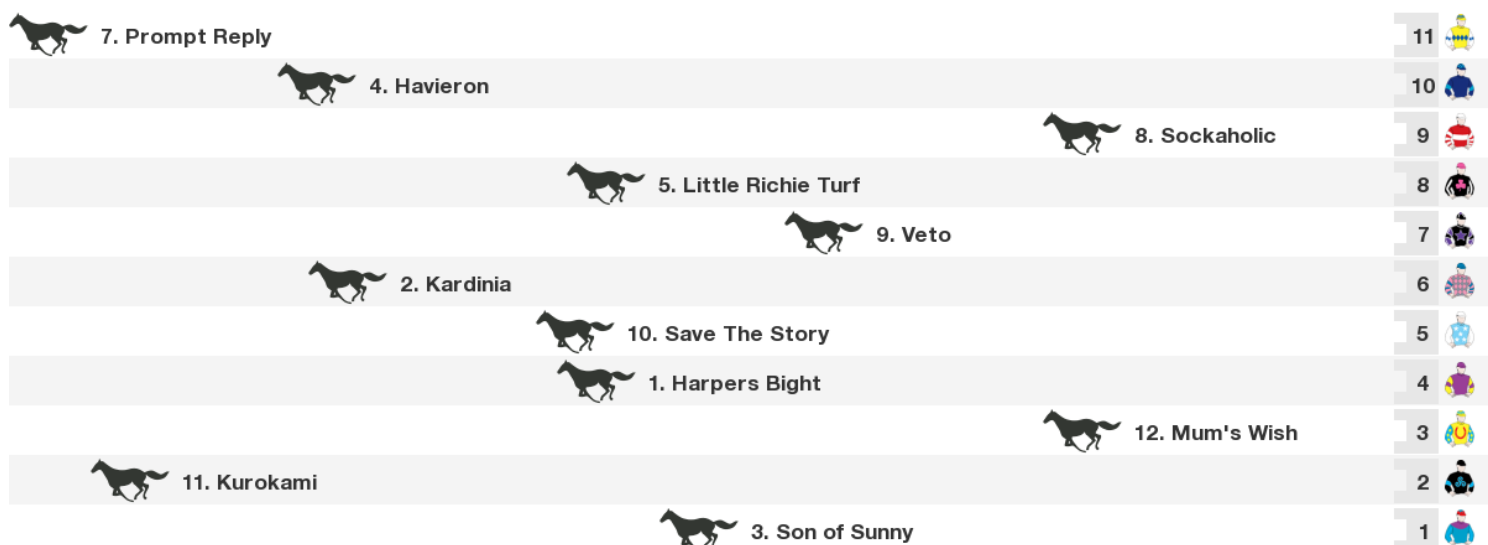 7. Prompt Reply 11
4. Havieron 10
8. Sockaholic 9
5. Little Richie Turf 8
9. Veto 7
2. Kardinia 6
10. Save The Story 5
1. Harpers Bight 4
12. Mum's Wish 3
11. Kurokami 2
3. Son of Sunny 1